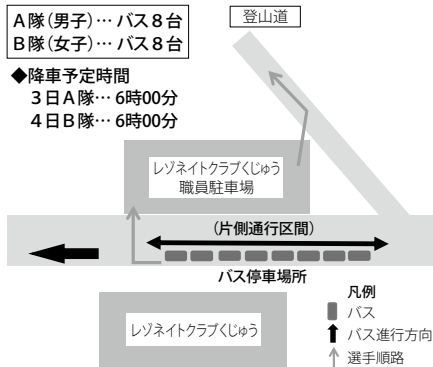 A隊(男子)… バス8台
B隊(女子)… バス8台
◆降車予定時間
3日A隊… 6時00分
4日B隊… 6時00分
登山道
レゾネイトクラブくじゅう
職員駐車場
(片側通行区間)
バス停車場所
レゾネイトクラブくじゅう
凡例
バス
バス進行方向
選手順路